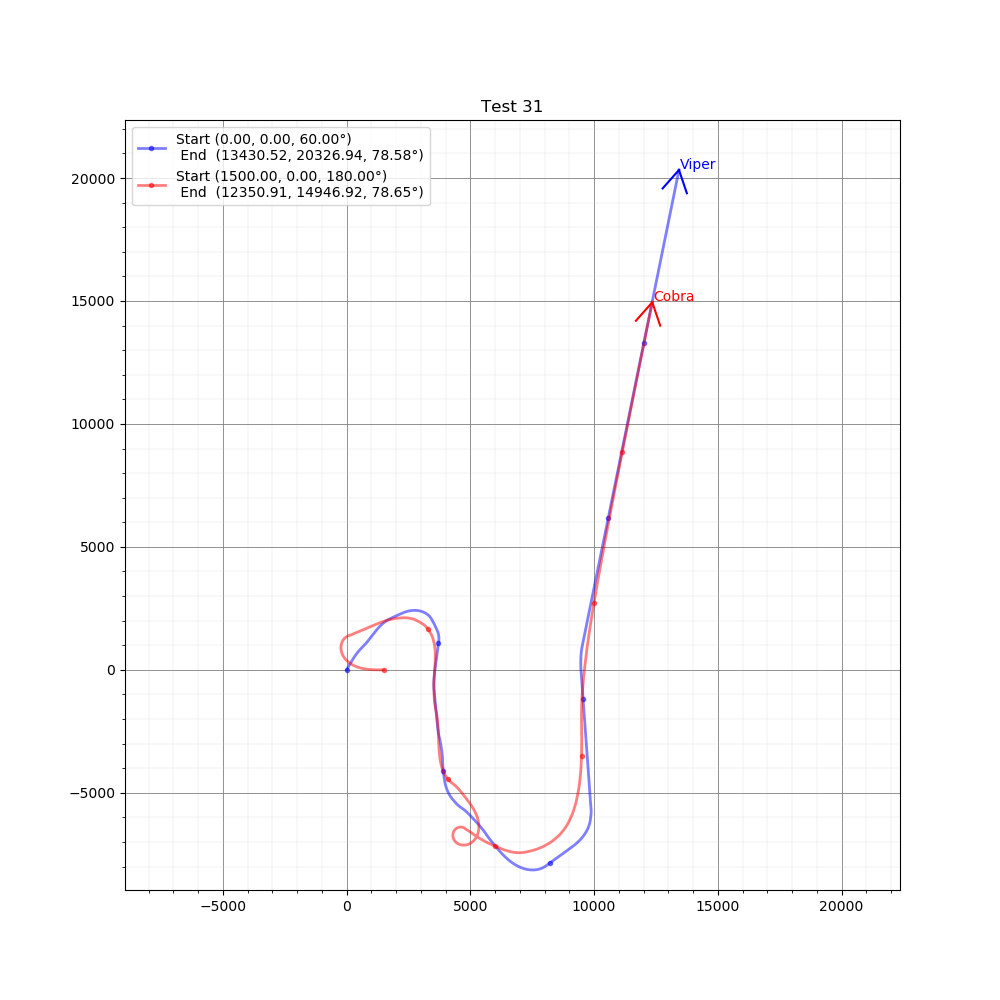 Test 31
Start (0.00, 0.00, 60.00°)
End (13430.52, 20326.94, 78.58°)
Start (1500.00, 0.00, 180.00°)
End (12350.91, 14946.92, 78.65°)
Viper
Cobra
20000
15000
10000
5000
0
−5000
−5000
0
5000
10000
15000
20000